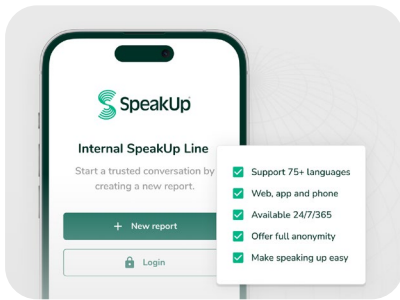 SpeakUp
Internal SpeakUp Line
Start a trusted conversation by
creating a new report.
+ New report
Login
Support 75+ languages
Web, app and phone
Available 24/7/365
Offer full anonymity
Make speaking up easy